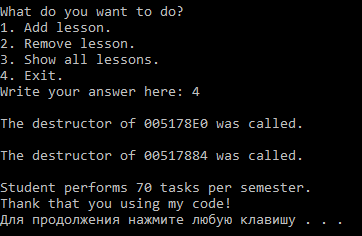 What do you want to do?
1. Add lesson.
2. Remove lesson.
3. Show all lessons.
4. Exit.
Write your answer here: 4
The destructor of 005178E0 was called.
The destructor of 00517884 was called.
Student performs 70 tasks per semester.
Thank that you using my code!
Для продолжения нажмите любую клавишу . . .